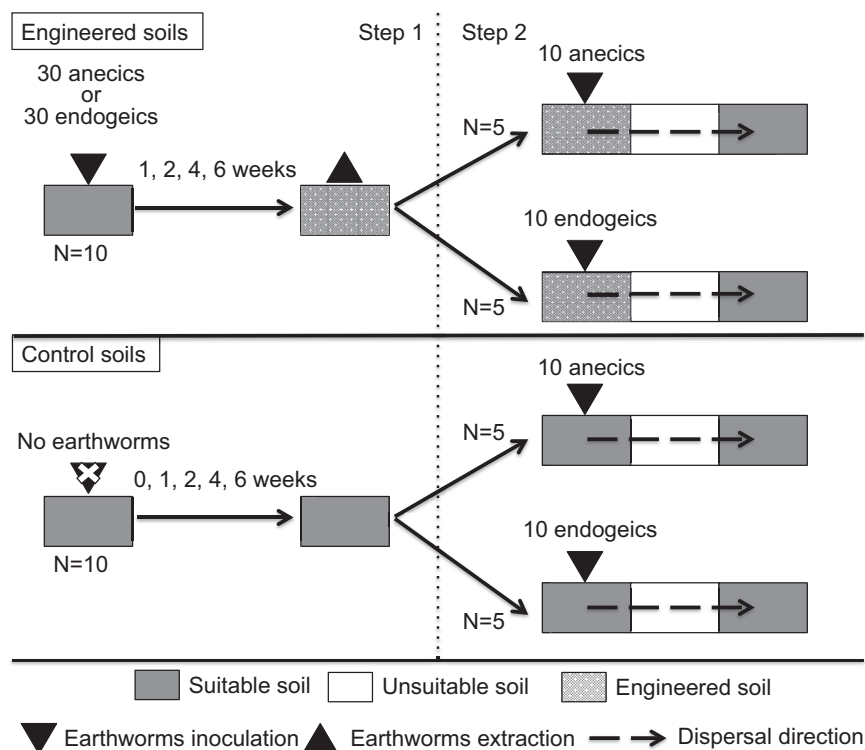 Engineered soils
Step 1
Step 2
30 anecics
or
30 endogeics
1, 2, 4, 6 weeks
N=10
N=5
10 anecics
N=5
10 endogeics
Control soils
No earthworms
0, 1, 2, 4, 6 weeks
N=10
N=5
10 anecics
N=5
10 endogeics
Suitable soil
Unsuitable soil
Engineered soil
Earthworms inoculation
Earthworms extraction
Dispersal direction